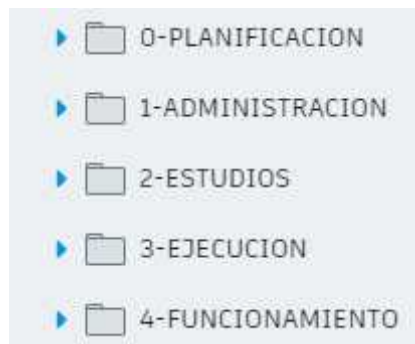 0-PLANIFICACION
1-ADMINISTRACION
2-ESTUDIOS
3-EJECUCION
4-FUNCIONAMIENTO